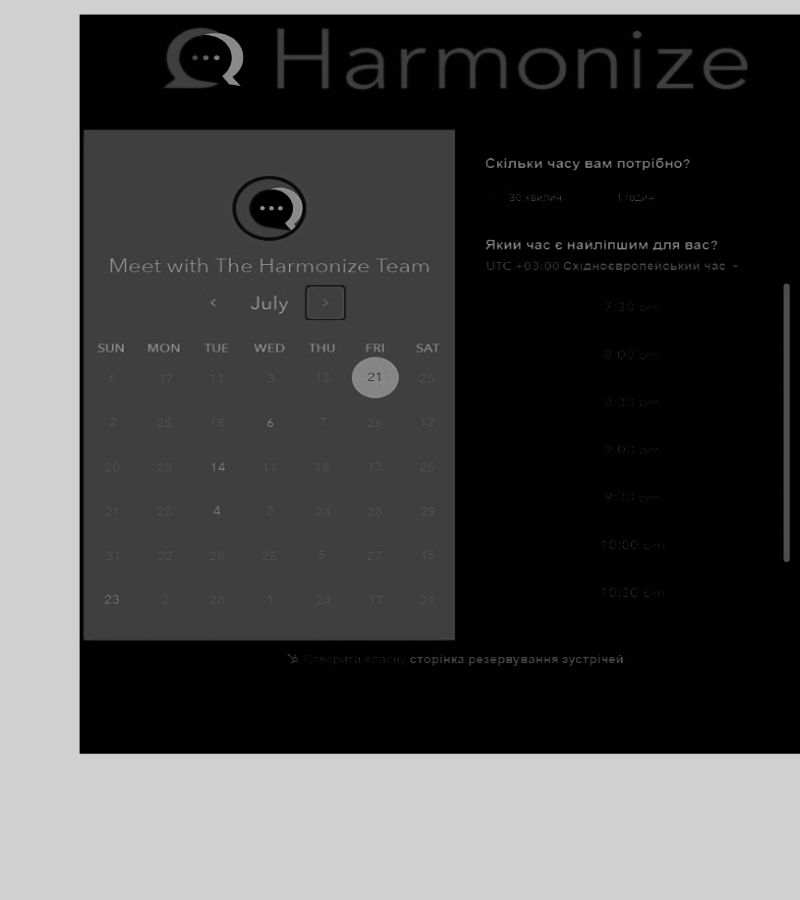 Harmonize
Meet with The Harmonize Team
July
SUN MON TUE WED THU FRI SAT
6 17 11 3 13 21 25
2 25 18 6 7 26 12
20 28 14 11 18 13 25
21 25 4 8 24 28 29
31 22 28 25 5 27 15
23 2 26 1 24 17 21
Скільки часу вам потрібно?
30 хвилин 1 годин
Який час є найліпшим для вас?
UTC +03:00 Східноєвропейський час
7:30 pm
8:00 pm
8:30 pm
9:00 pm
9:30 pm
10:00 pm
10:30 pm
Створити власну сторінка резервування зустрічей